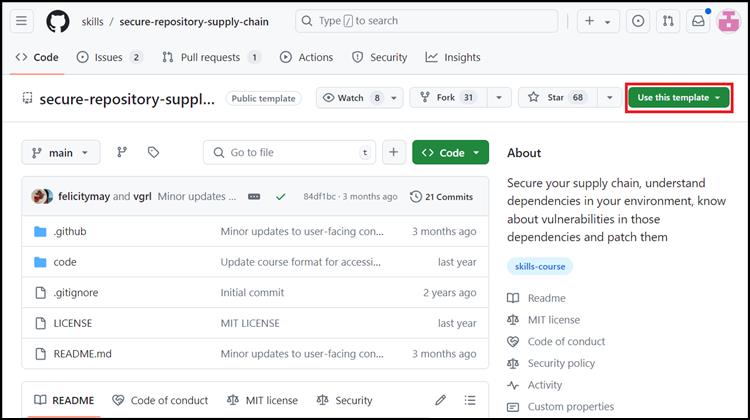 skills / secure-repository-supply-chain
Type / to search
Code Issues 2 Pull requests 1 Actions Security Insights
secure-repository-suppl... Public template Watch 8 Fork 31 Star 68 Use this template
main Go to file t Code
felicitymay and vgrl Minor updates ... 84df1bc · 3 months ago 21 Commits
.github Minor updates to user-facing con... 3 months ago
code Update course format for accessi... last year
.gitignore Initial commit 2 years ago
LICENSE MIT LICENSE last year
README.md Minor updates to user-facing con... 3 months ago
README Code of conduct MIT license Security
About
Secure your supply chain, understand
dependencies in your environment, know
about vulnerabilities in those
dependencies and patch them
skills-course
Readme
MIT license
Code of conduct
Security policy
Activity
Custom properties